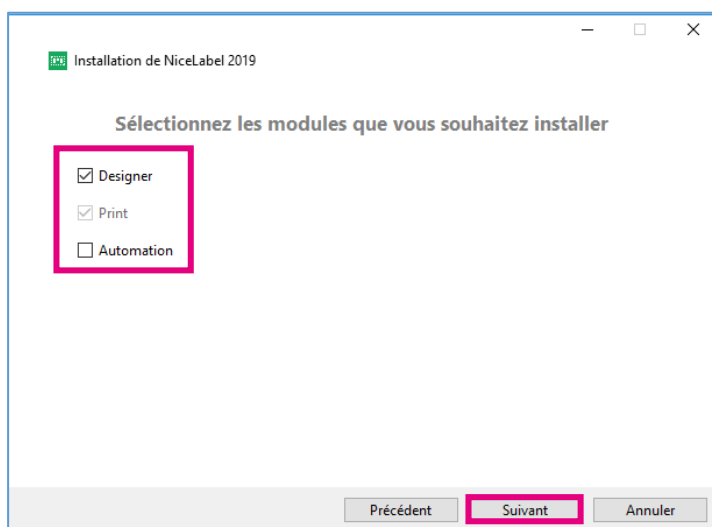 Installation de NiceLabel 2019
Sélectionnez les modules que vous souhaitez installer
Designer
Print
Automation
Précédent Suivant Annuler